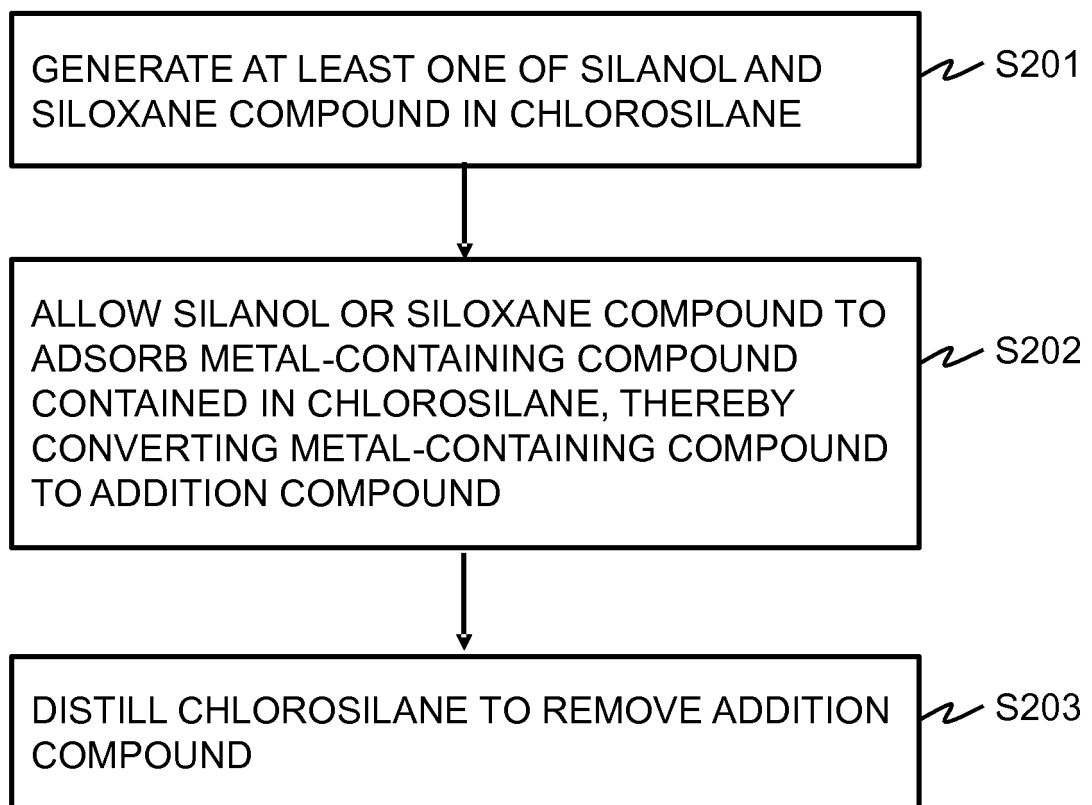 GENERATE AT LEAST ONE OF SILANOL AND
SILOXANE COMPOUND IN CHLOROSILANE
S201
ALLOW SILANOL OR SILOXANE COMPOUND TO
ADSORB METAL-CONTAINING COMPOUND
CONTAINED IN CHLOROSILANE, THEREBY
CONVERTING METAL-CONTAINING COMPOUND
TO ADDITION COMPOUND
S202
DISTILL CHLOROSILANE TO REMOVE ADDITION
COMPOUND
S203